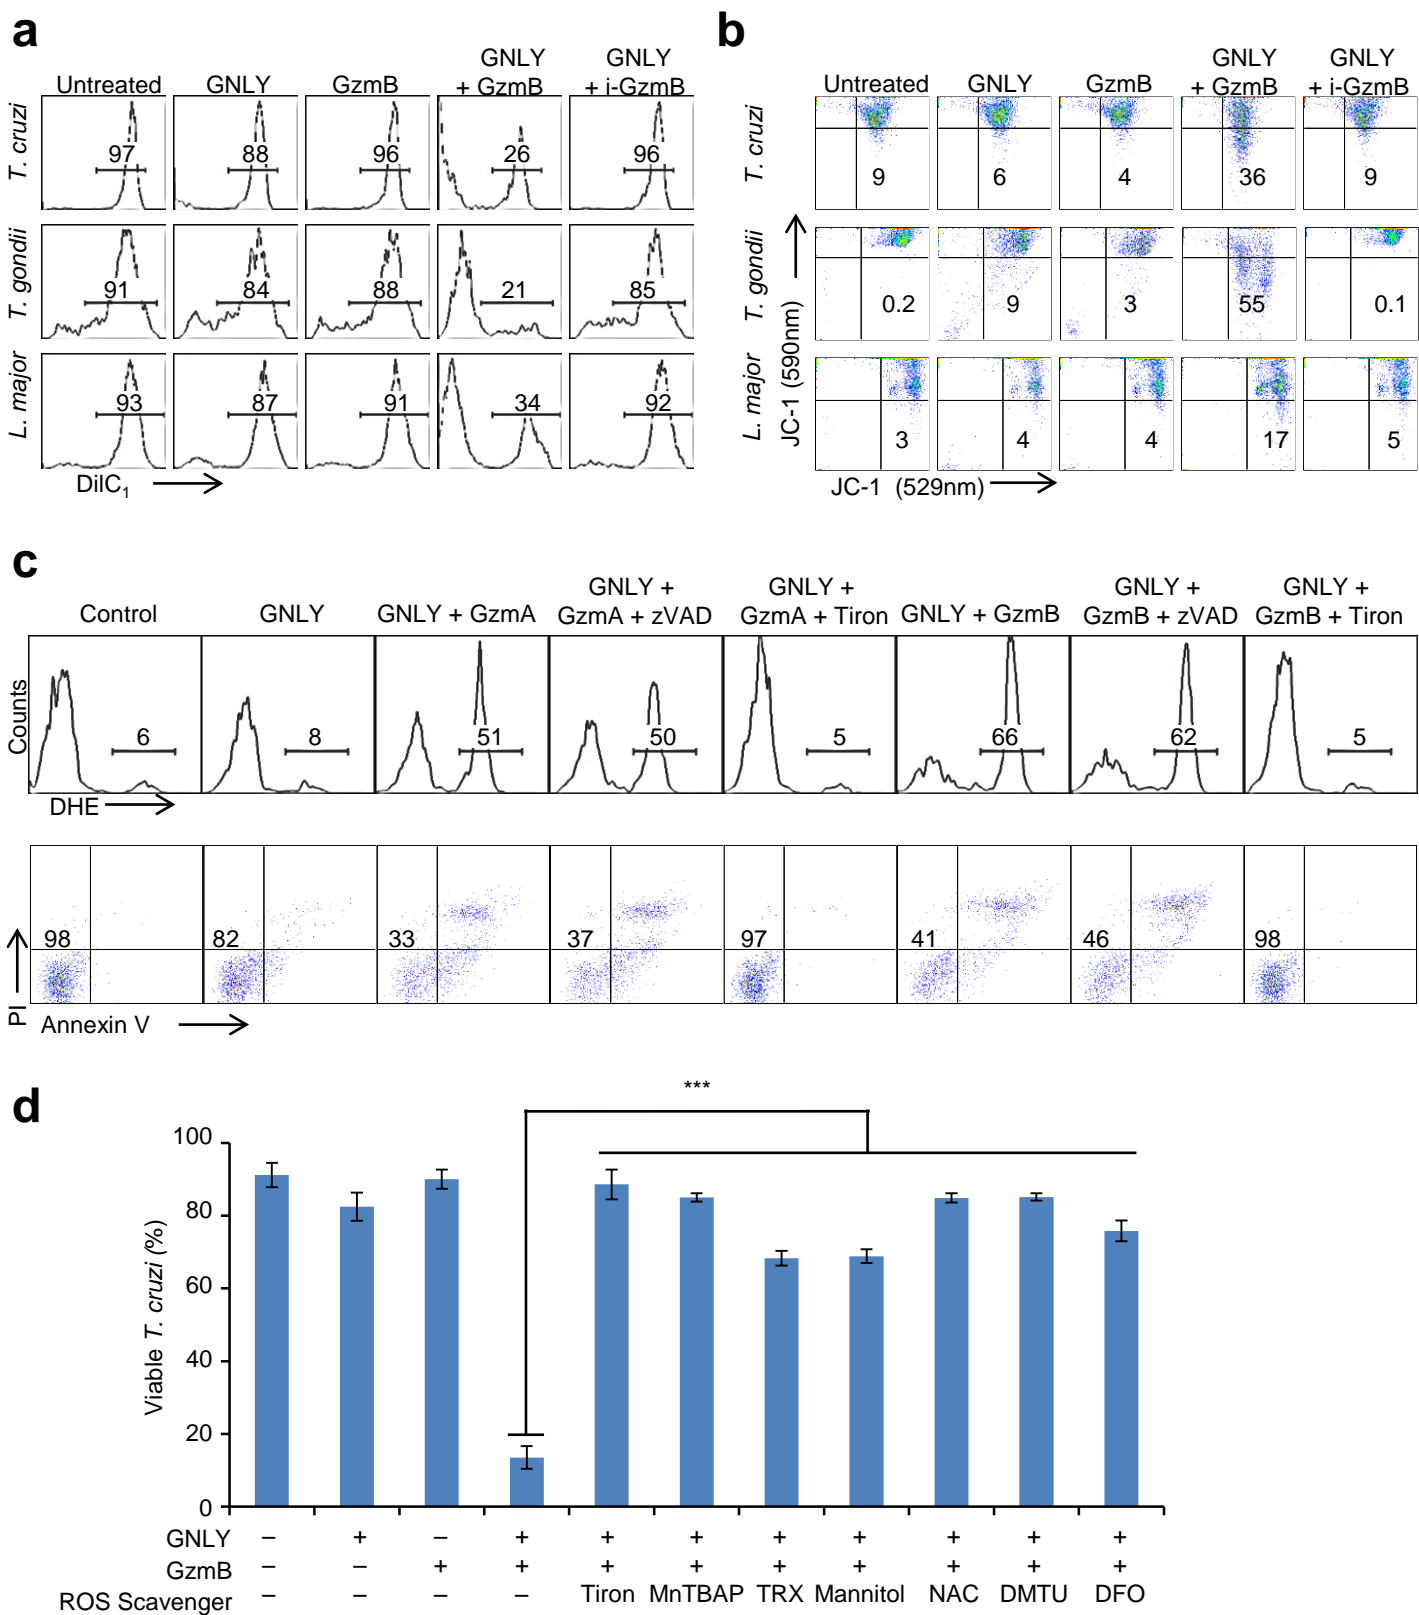 a
Untreated GNLY GzmB GNLY + GzmB GNLY + i-GzmB
T. cruzi
97 88 96 26 96
T. gondii
91 84 88 21 85
L. major
93 87 91 34 92
DilC1
b
Untreated GNLY GzmB GNLY + GzmB GNLY + i-GzmB
T. cruzi
9 6 4 36 9
T. gondii
0.2 9 3 55 0.1
L. major
3 4 4 17 5
JC-1 (590nm)
JC-1 (529nm)
c
Control GNLY GNLY + GzmA GNLY + GzmA + zVAD GNLY + GzmA + Tiron GNLY + GzmB GNLY + GzmB + zVAD GNLY + GzmB + Tiron
Counts
6 8 51 50 5 66 62 5
DHE
98 82 33 37 97 41 46 98
PI
Annexin V
d
***
Viable T. cruzi (%)
100
80
60
40
20
0
GNLY – + – + + + + + + + +
GzmB – – + + + + + + + + +
ROS Scavenger – – – – Tiron MnTBAP TRX Mannitol NAC DMTU DFO